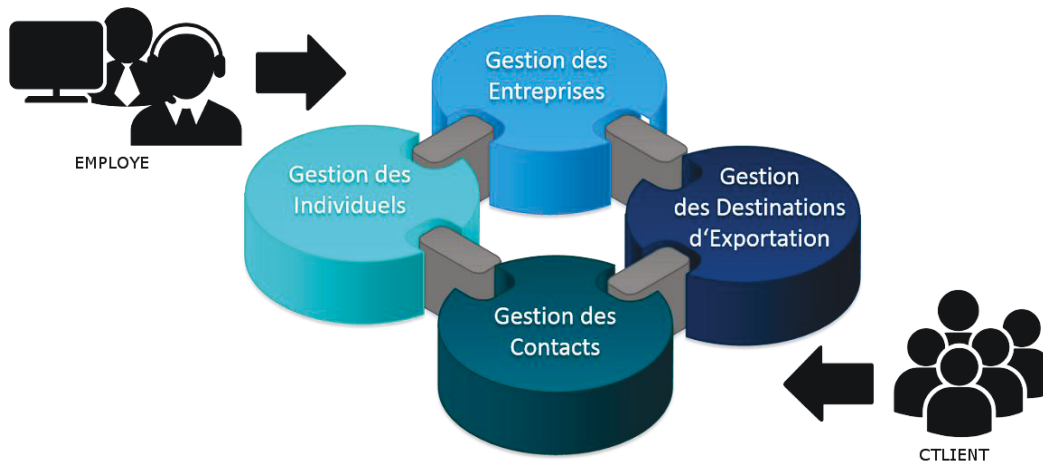 EMPLOYE
Gestion des
Entreprises
Gestion des
Individuels
Gestion
des Destinations
d‘Exportation
Gestion des
Contacts
CTLIENT